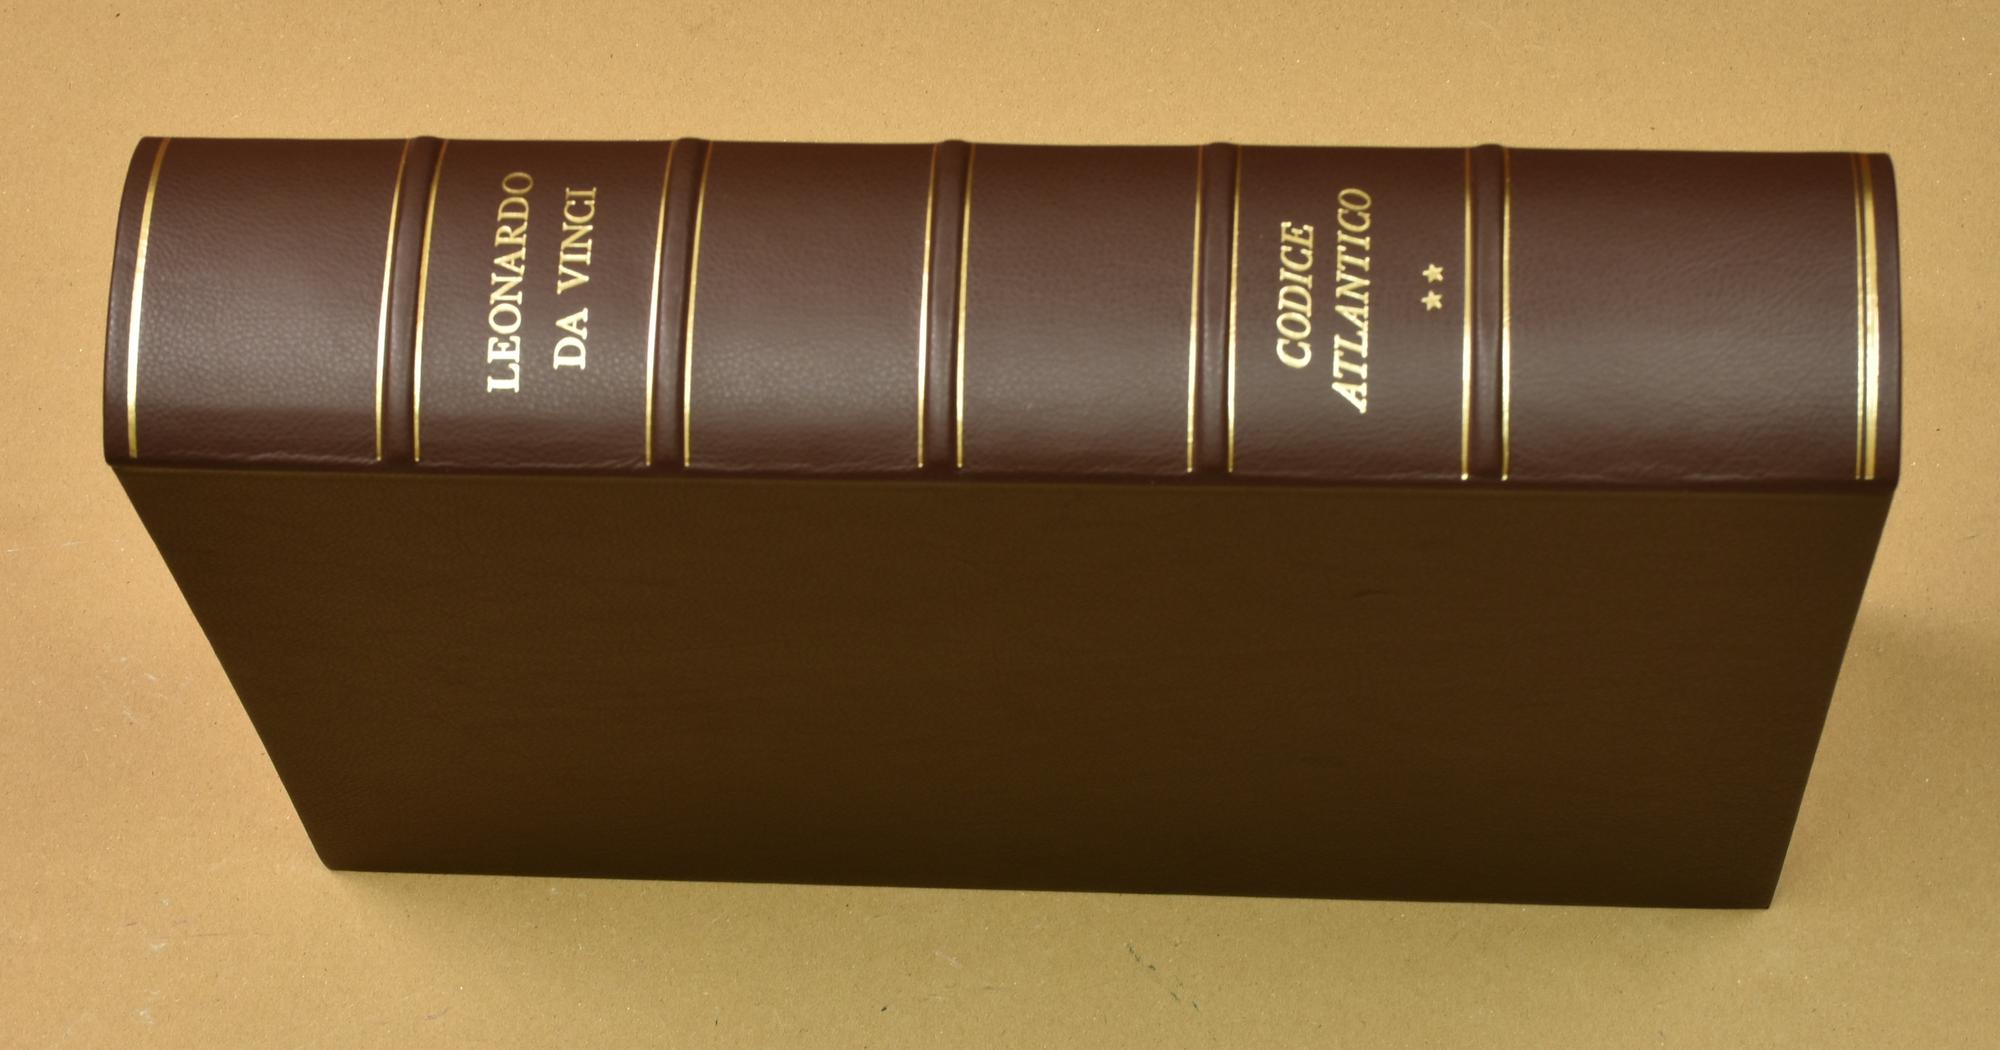 LEONARDO
DA VINCI
CODICE
ATLANTICO
★★